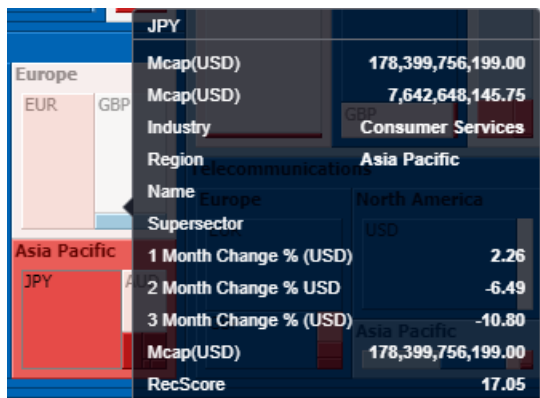 JPY
Mcap(USD) 178,399,756,199.00
Mcap(USD) 7,642,648,145.75
Industry Consumer Services
Region Asia Pacific
Name
Supersector
1 Month Change % (USD) 2.26
2 Month Change % USD -6.49
3 Month Change % (USD) -10.80
Mcap(USD) 178,399,756,199.00
RecScore 17.05
Europe
EUR GBP
Asia Pacific
JPY AUD
GBP
Telecommunications
Europe North America
USD
Asia Pacific